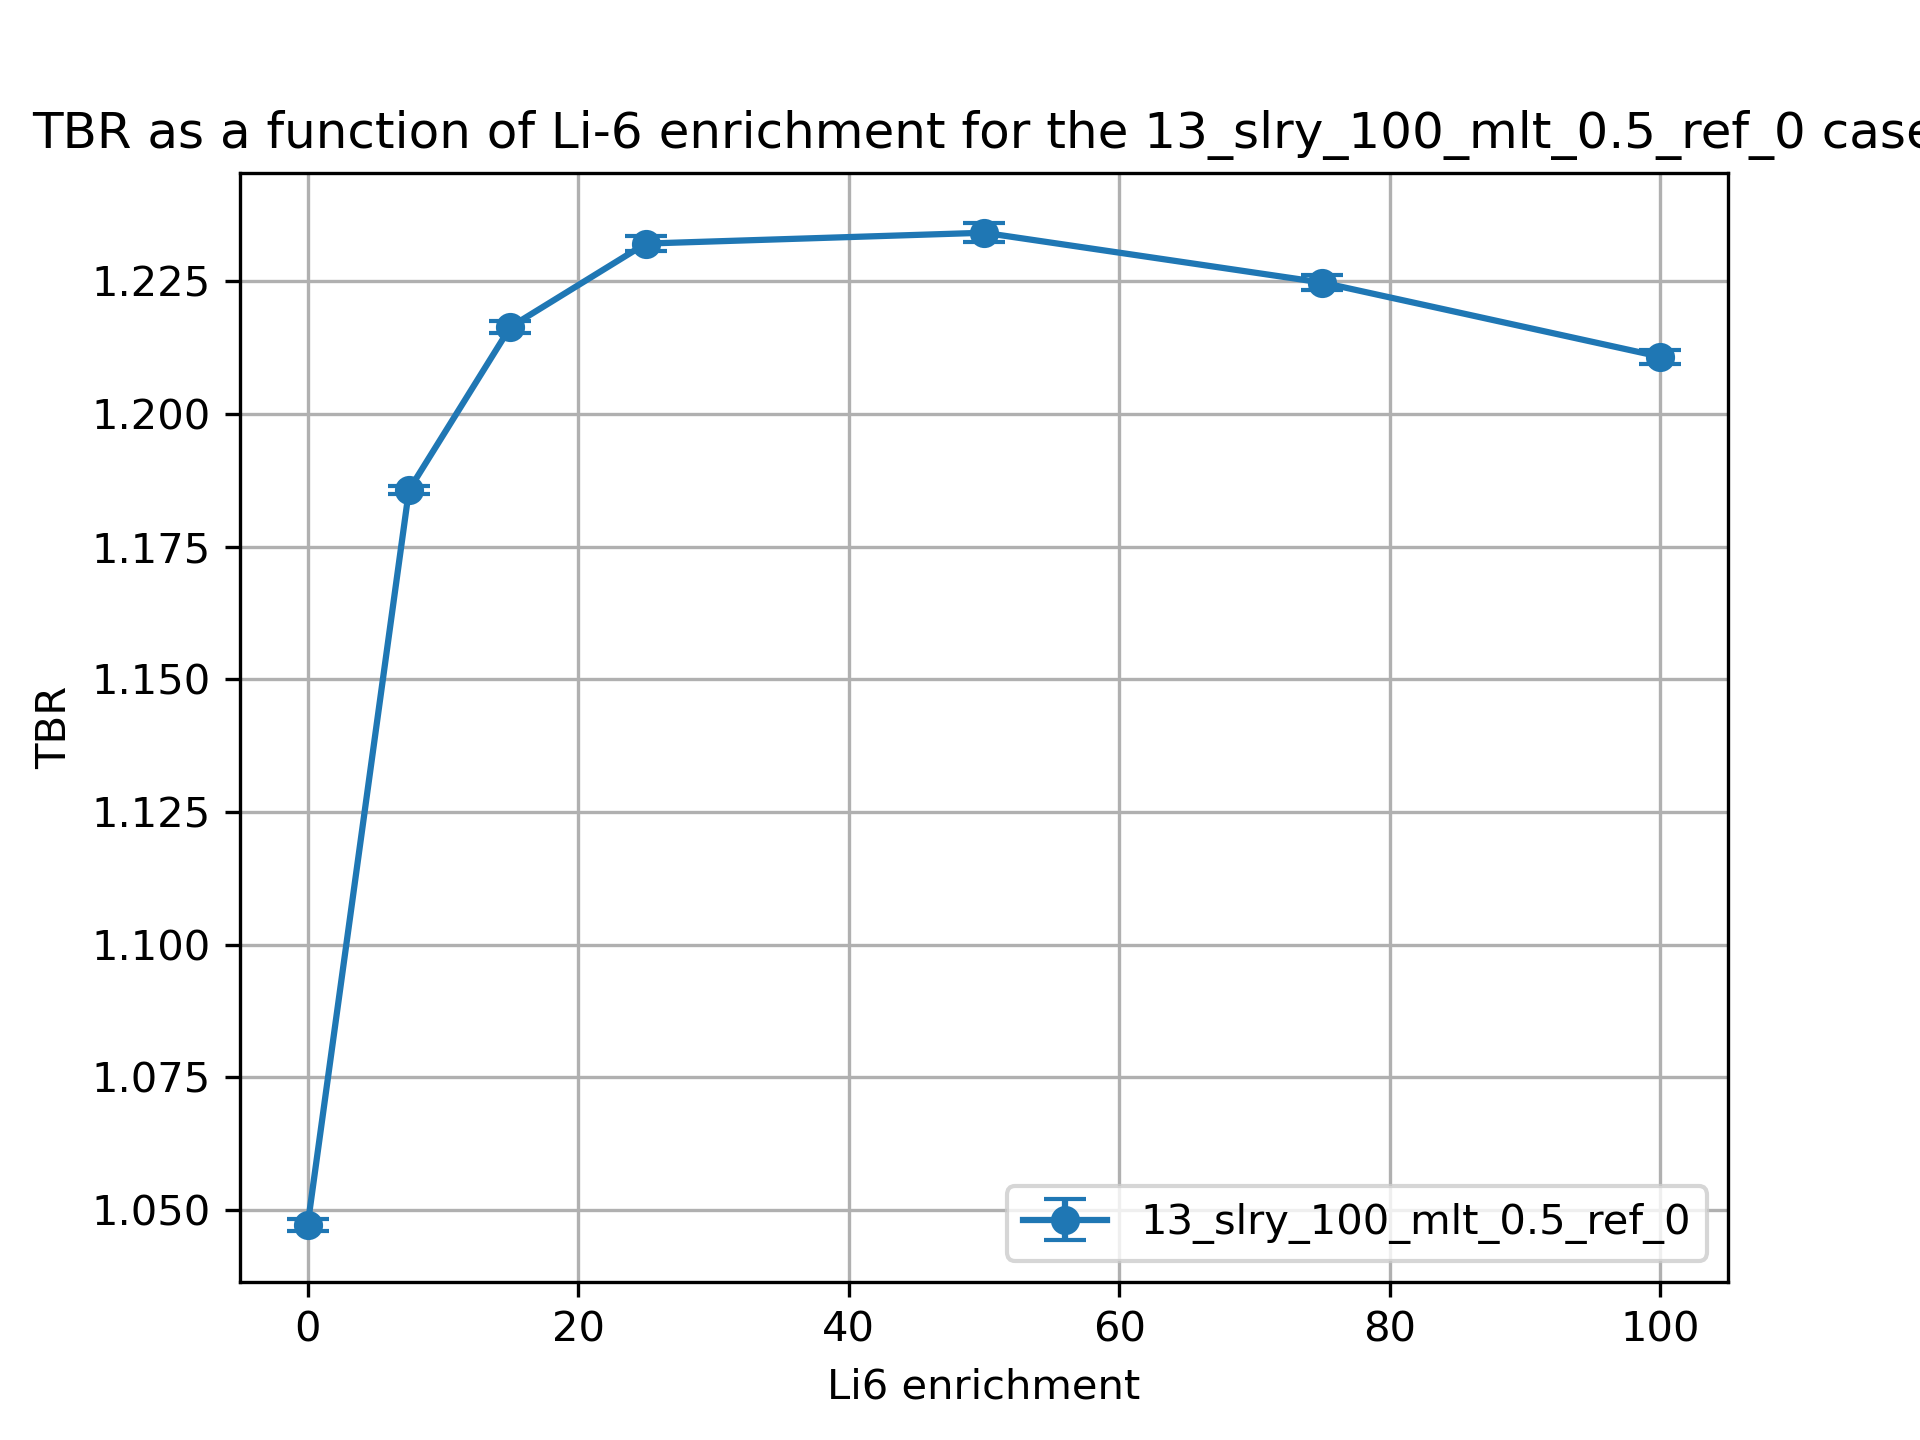 TBR as a function of Li-6 enrichment for the 13_slry_100_mlt_0.5_ref_0 case
1.225
1.200
1.175
1.150
1.125
1.100
1.075
1.050
TBR
13_slry_100_mlt_0.5_ref_0
0 20 40 60 80 100
Li6 enrichment